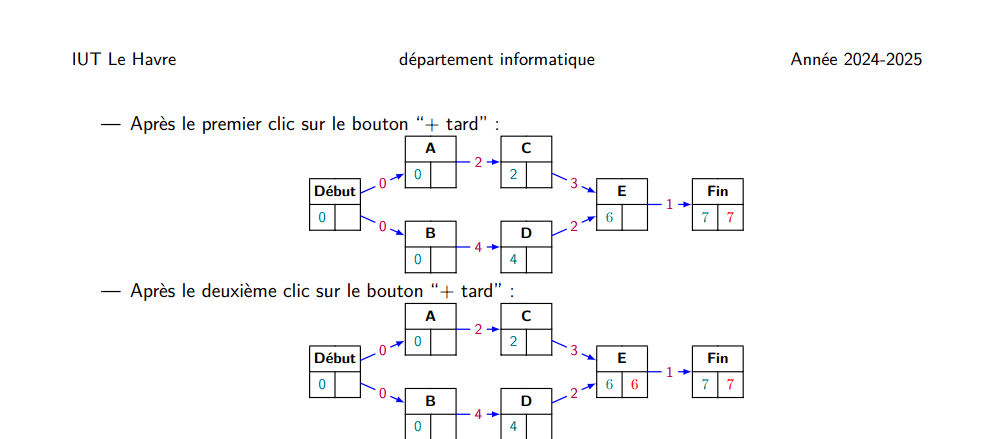 IUT Le Havre département informatique Année 2024-2025
— Après le premier clic sur le bouton “+ tard” :
A 2 C
0 2
Début 0 3 E Fin
0 6 1 7 7
0 B D 2
0 4 4
— Après le deuxième clic sur le bouton “+ tard” :
A 2 C
0 2
Début 0 3 E Fin
0 6 6 1 7 7
0 B D 2
0 4 4